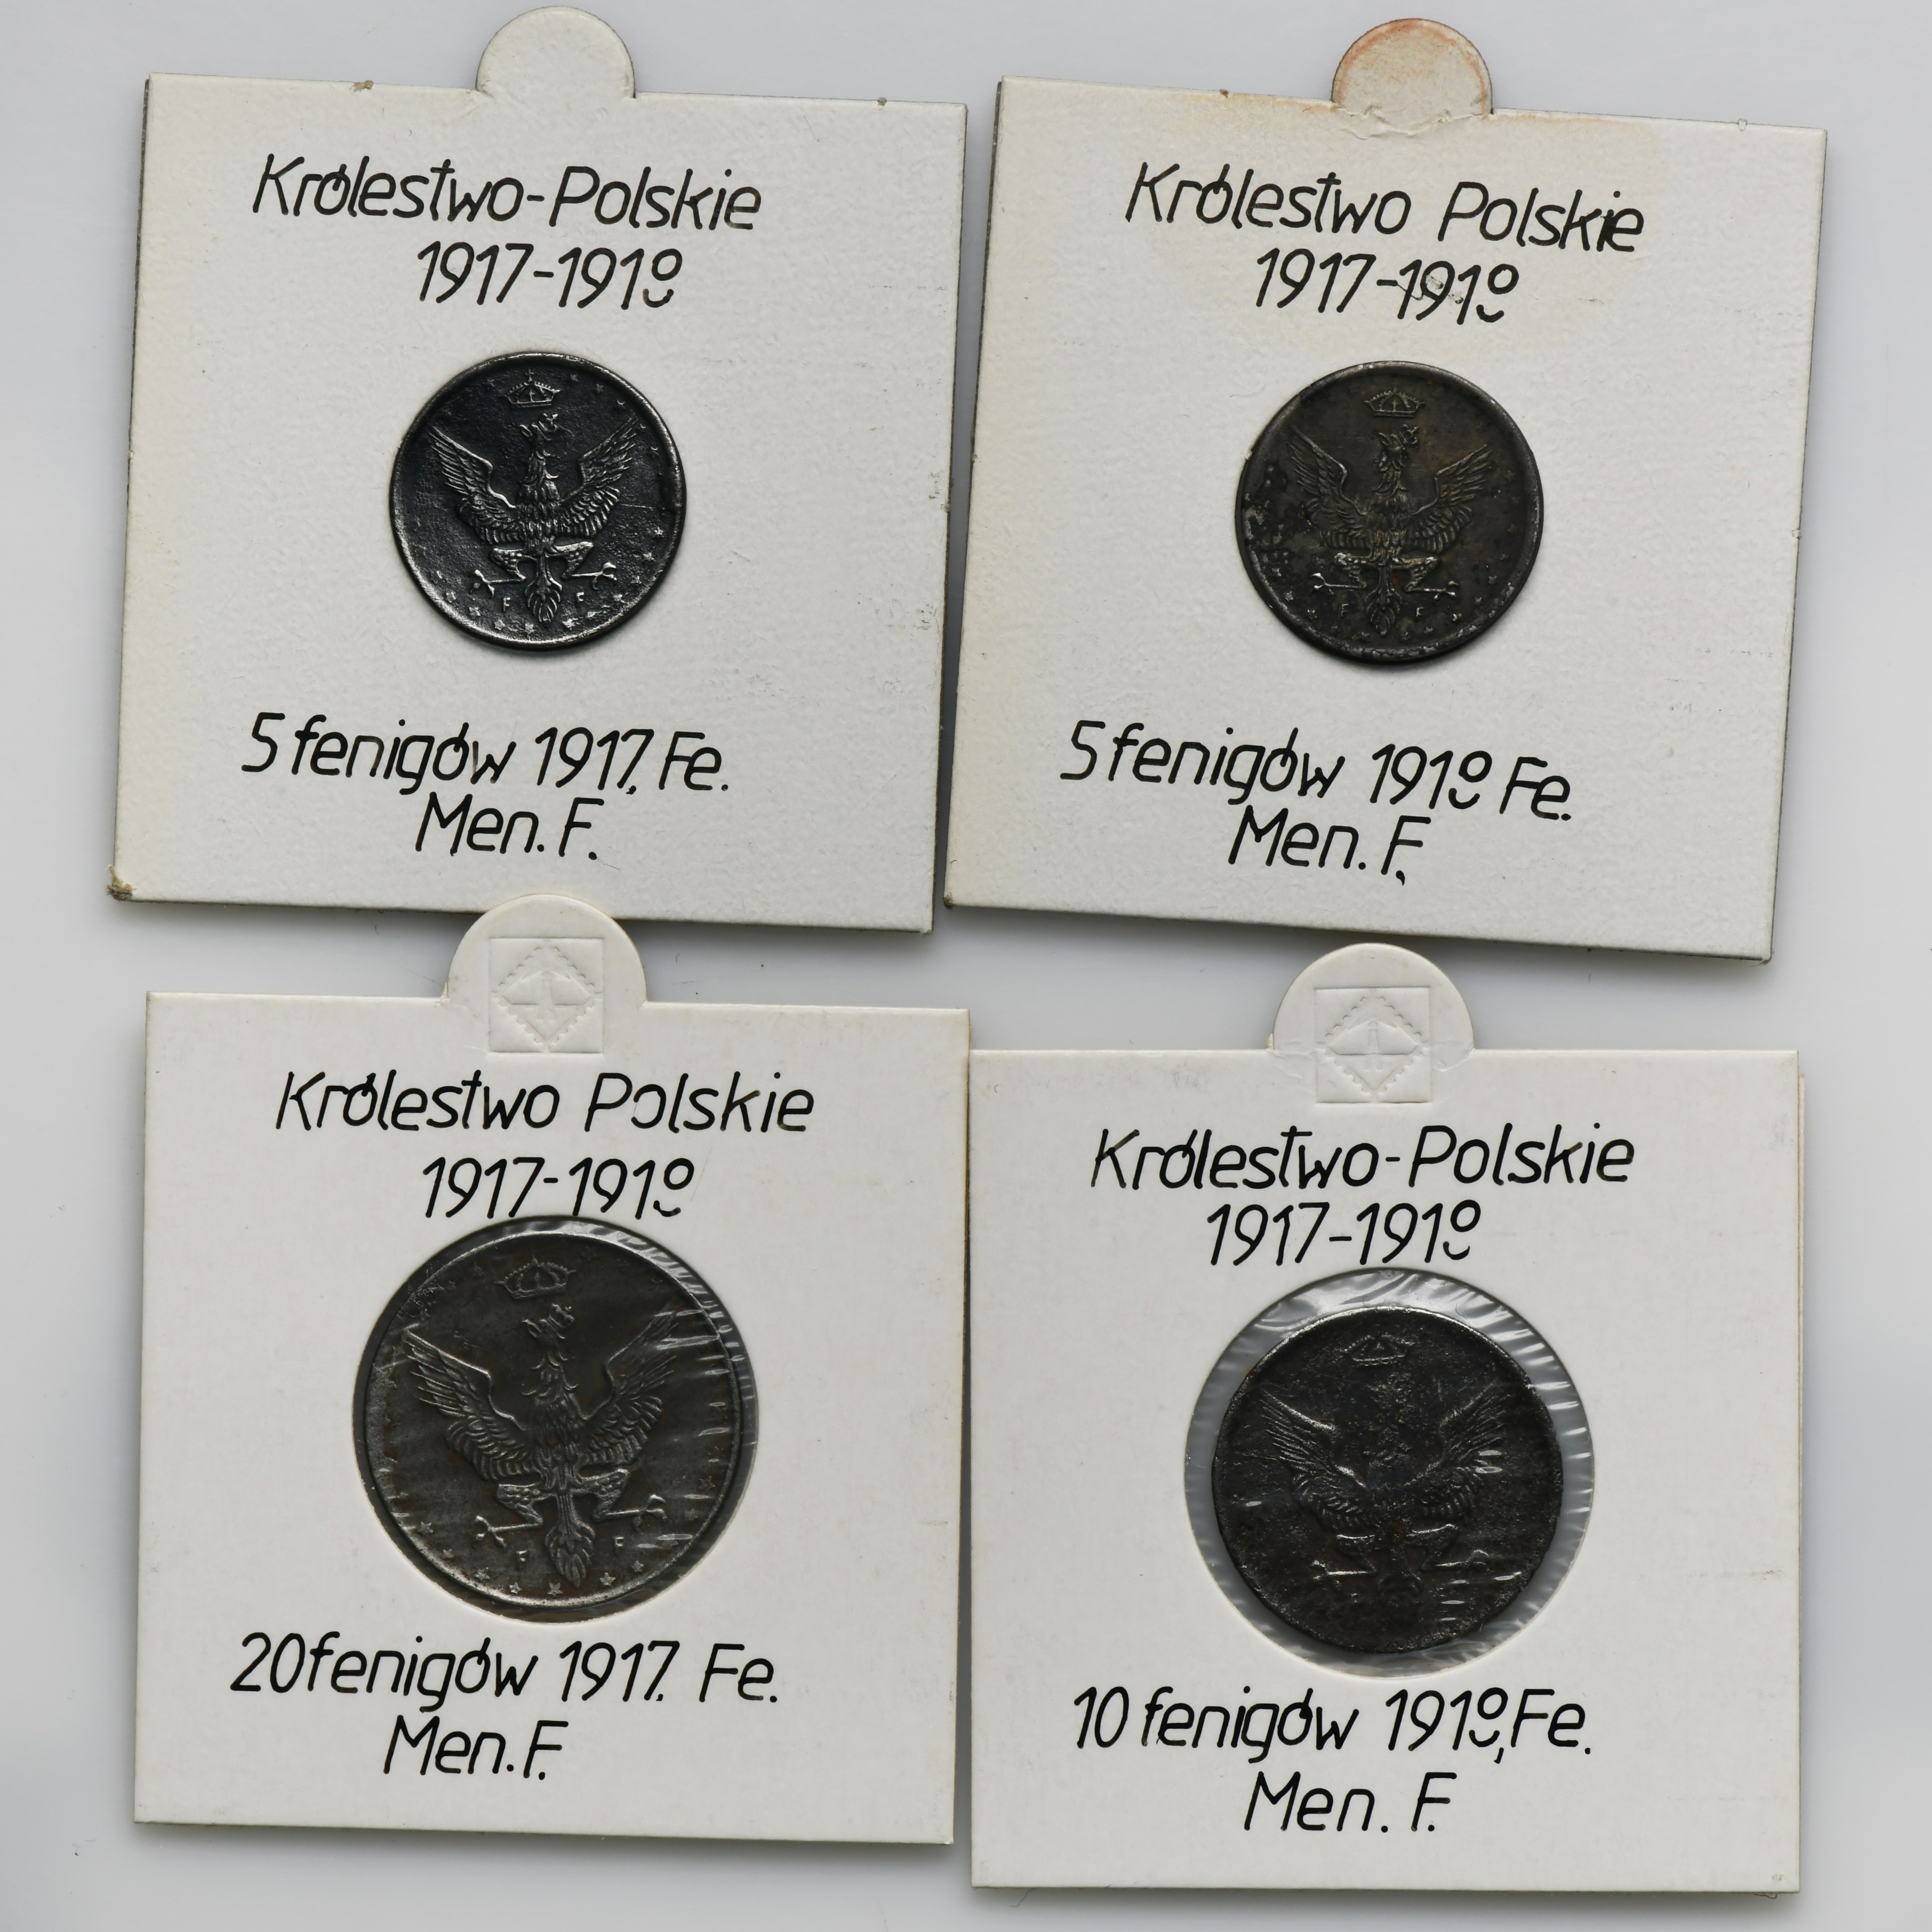 Królestwo-Polskie
1917-1918
F F
5 fenigów 1917, Fe.
Men. F.
Królestwo Polskie
1917-1918
F F
5 fenigów 1918 Fe.
Men. F.
Królestwo Polskie
1917-1918
F F
20 fenigów 1917. Fe.
Men. F.
Królestwo-Polskie
1917-1918
10 fenigów 1918, Fe.
Men. F.